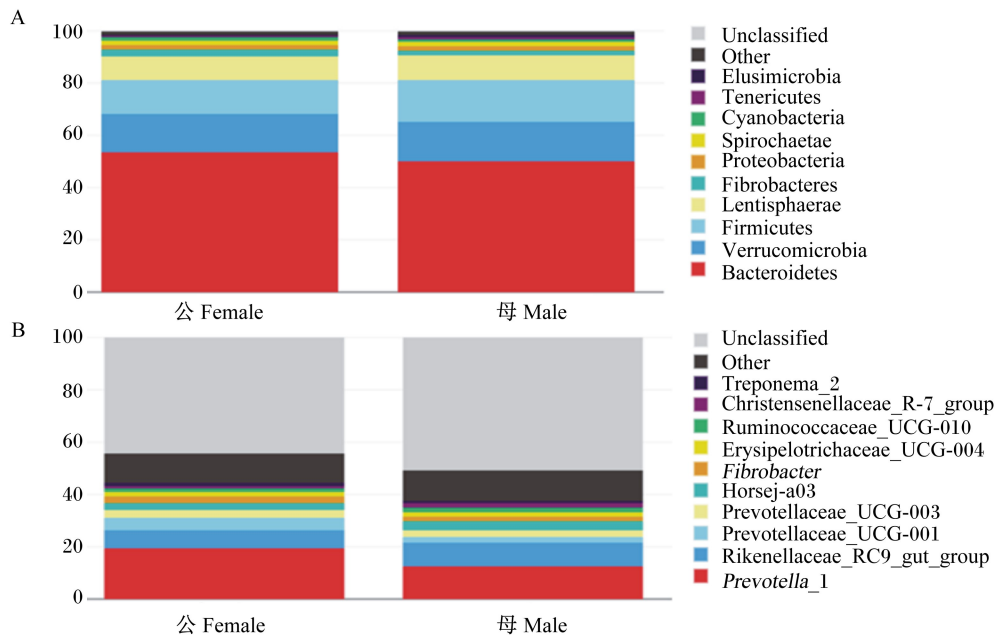 A
100
80
60
40
20
0
公 Female
母 Male
Unclassified
Other
Elusimicrobia
Tenericutes
Cyanobacteria
Spirochaetae
Proteobacteria
Fibrobacteres
Lentisphaerae
Firmicutes
Verrucomicrobia
Bacteroidetes
B
100
80
60
40
20
0
公 Female
母 Male
Unclassified
Other
Treponema_2
Christensenellaceae_R-7_group
Ruminococcaceae_UCG-010
Erysipelotrichaceae_UCG-004
Fibrobacter
Horsej-a03
Prevotellaceae_UCG-003
Prevotellaceae_UCG-001
Rikenellaceae_RC9_gut_group
Prevotella_1